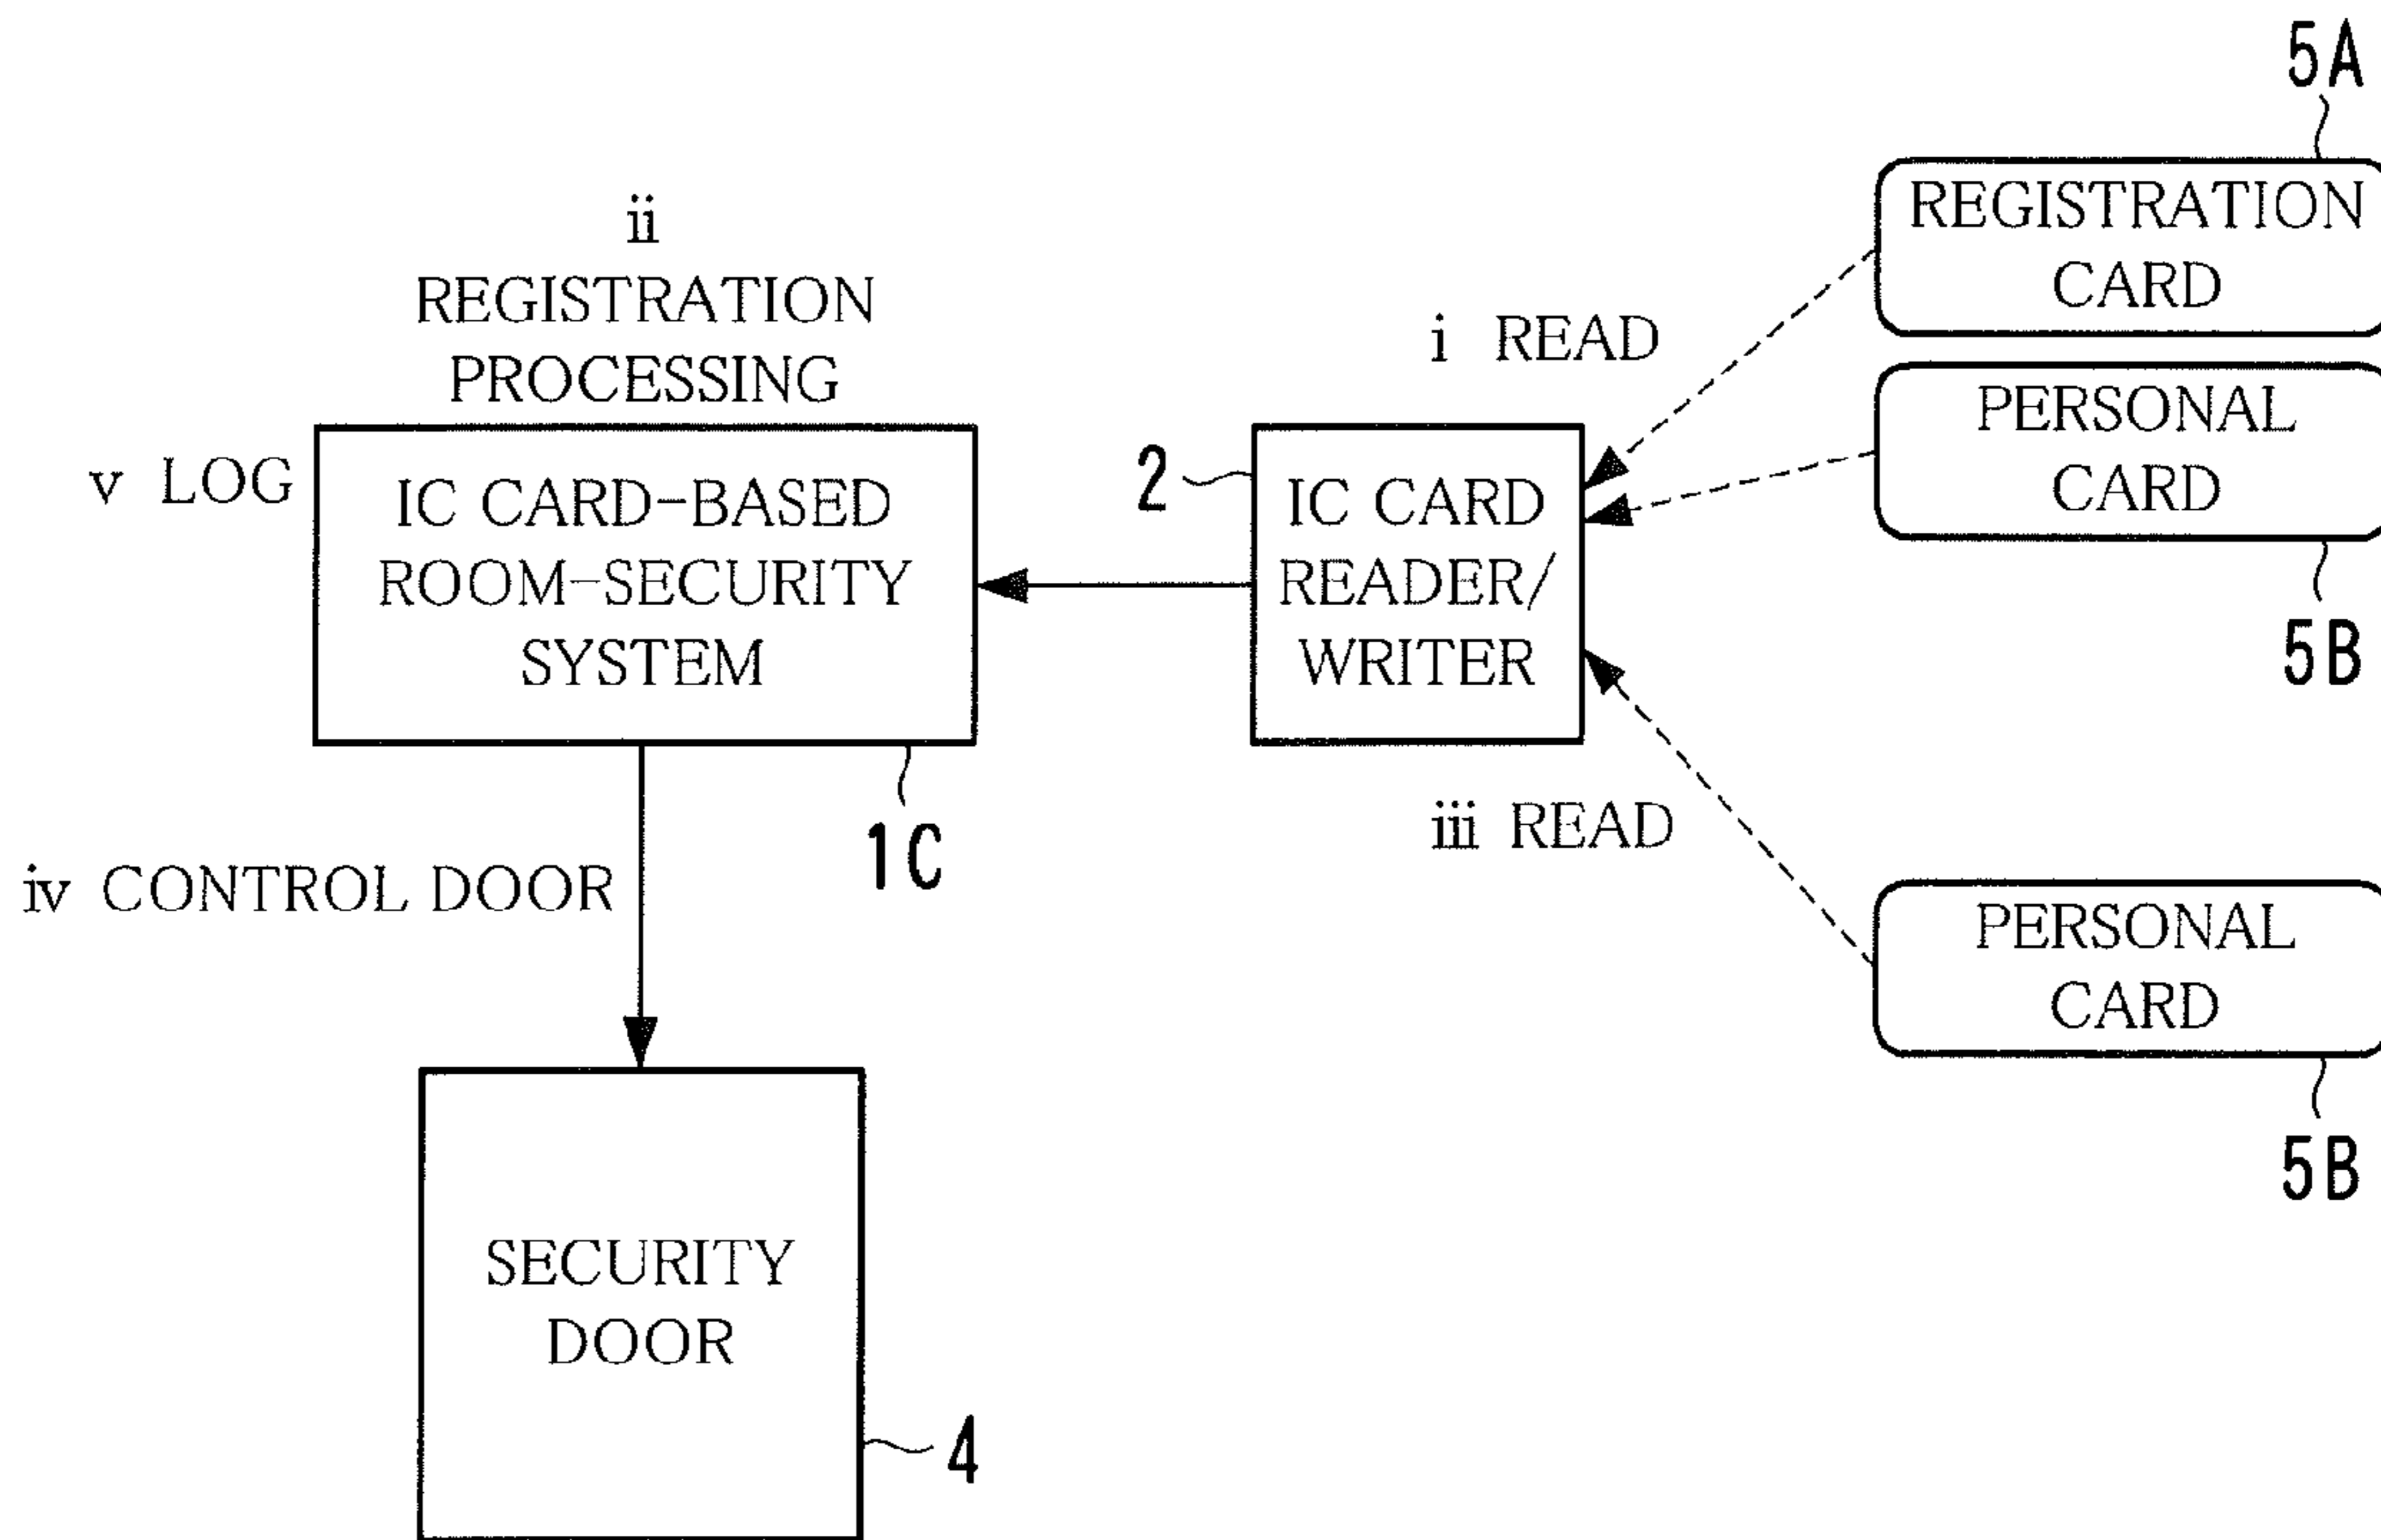 5A
REGISTRATION
CARD
ii
REGISTRATION
PROCESSING
i READ
PERSONAL
CARD
5B
v LOG
IC CARD-BASED
ROOM-SECURITY
SYSTEM
1C
2
IC CARD
READER/
WRITER
iii READ
iv CONTROL DOOR
PERSONAL
CARD
5B
SECURITY
DOOR
4